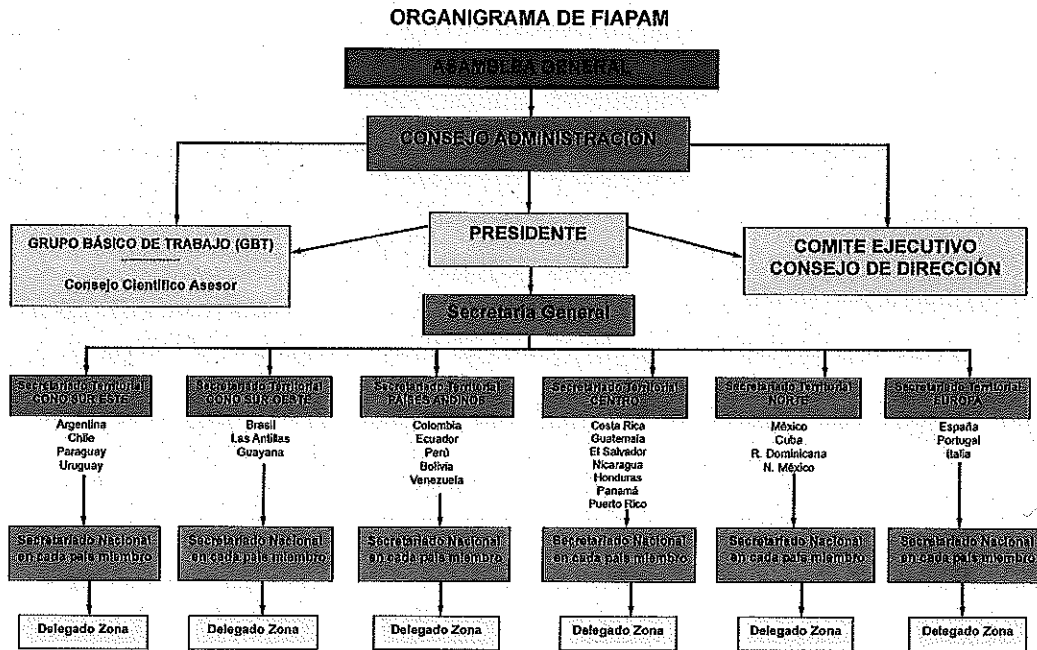 ORGANIGRAMA DE FIAPAM
ASAMBLEA GENERAL
CONSEJO ADMINISTRACIÓN
GRUPO BÁSICO DE TRABAJO (GBT)
Consejo Científico Asesor
PRESIDENTE
COMITE EJECUTIVO
CONSEJO DE DIRECCIÓN
Secretaria General
Secretariado Territorial
CONO SUR ESTE
Argentina
Chile
Paraguay
Uruguay
Secretariado Territorial
CONO SUR OESTE
Brasil
Las Antillas
Guayana
Secretariado Territorial
PAÍSES ANDINOS
Colombia
Ecuador
Perú
Bolivia
Venezuela
Secretariado Territorial
CENTRO
Costa Rica
Guatemala
El Salvador
Nicaragua
Honduras
Panamá
Puerto Rico
Secretariado Territorial
NORTE
México
Cuba
R. Dominicana
N. México
Secretariado Territorial
EUROPA
España
Portugal
Italia
Secretariado Nacional
en cada país miembro
Secretariado Nacional
en cada país miembro
Secretariado Nacional
en cada país miembro
Secretariado Nacional
en cada país miembro
Secretariado Nacional
en cada país miembro
Secretariado Nacional
en cada país miembro
Delegado Zona
Delegado Zona
Delegado Zona
Delegado Zona
Delegado Zona
Delegado Zona